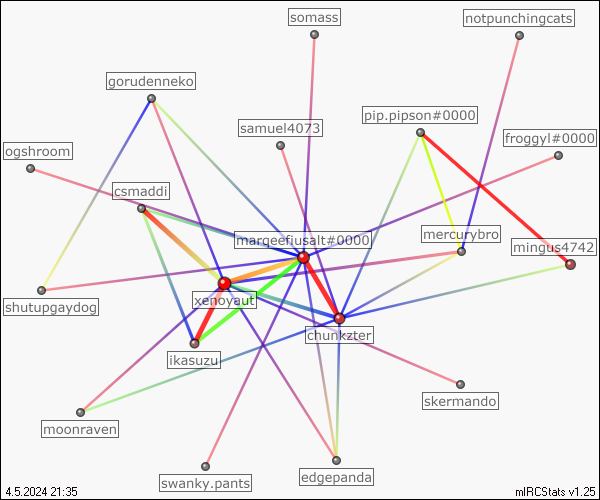 somass
notpunchingcats
gorudenneko
pip.pipson#0000
samuel4073
froggyl#0000
ogshroom
csmaddi
marqeefiusalt#0000
mercurybro
mingus4742
xenoyaut
shutupgaydog
chunkzter
ikasuzu
skermando
moonraven
edgepanda
swanky.pants
4.5.2024 21:35
mIRCStats v1.25